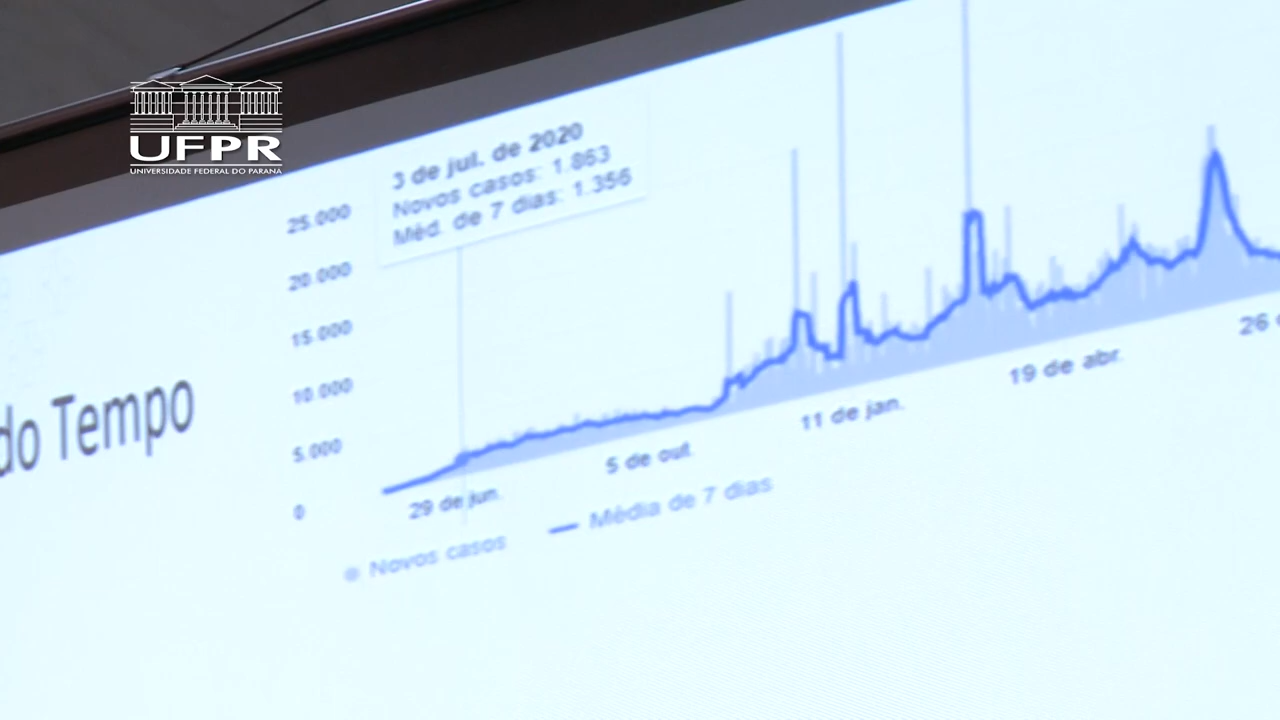 UFPR
UNIVERSIDADE FEDERAL DO PARANÁ
3 de jul. de 2020
Novos casos: 1.863
Méd. de 7 dias: 1.356
25.000
20.000
15.000
10.000
5.000
0
do Tempo
29 de jun.
5 de out.
11 de jan.
19 de abr.
26
Novos casos
Média de 7 dias